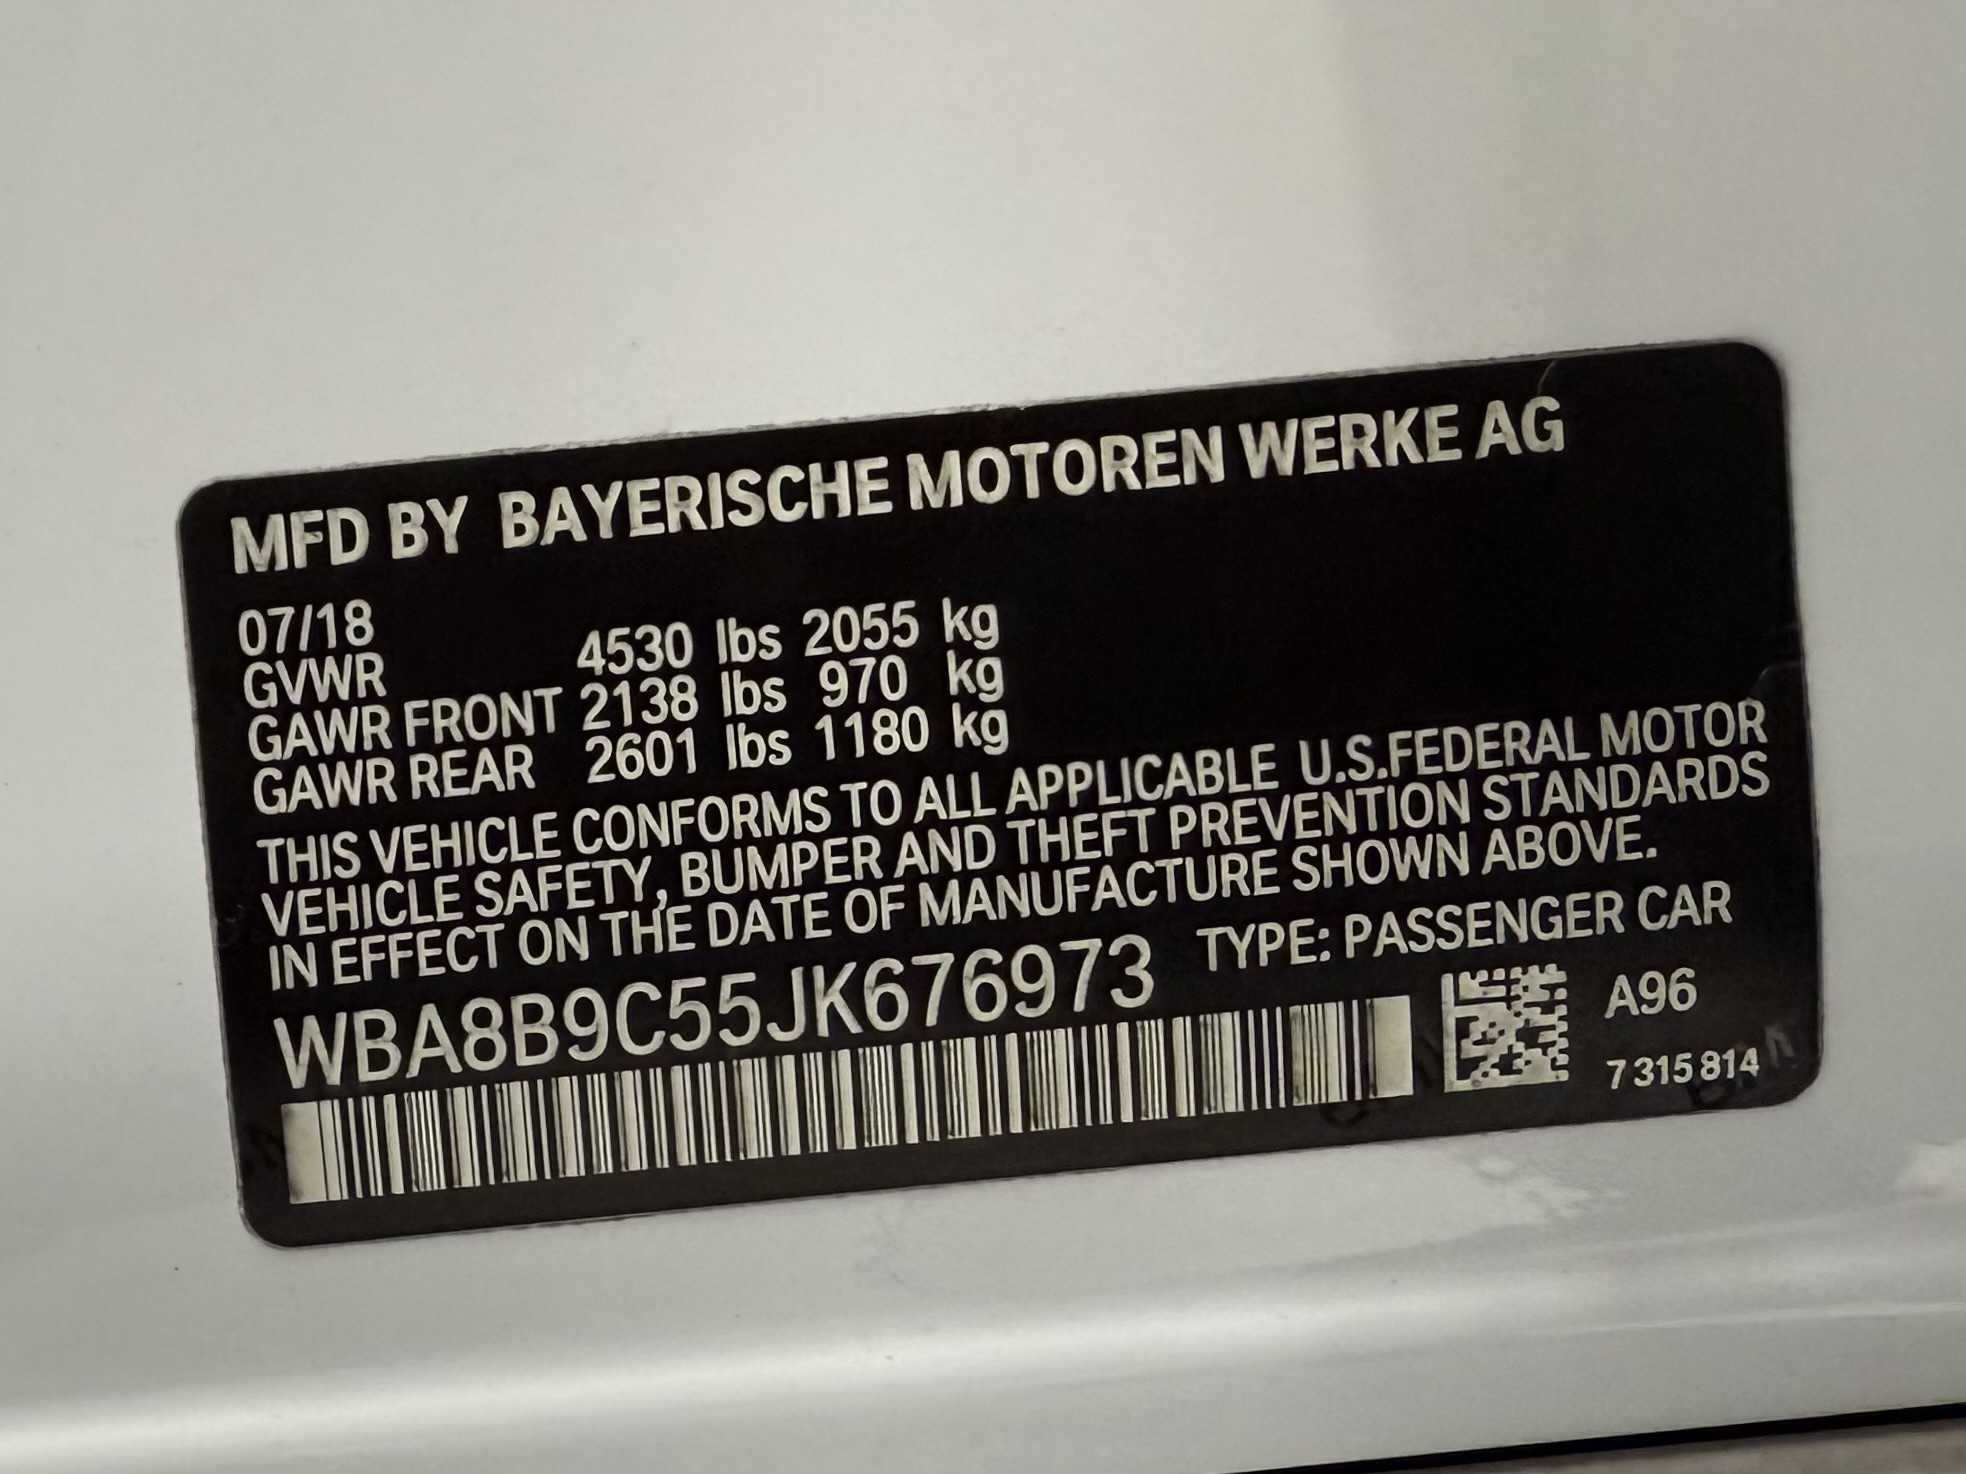 MFD BY BAYERISCHE MOTOREN WERKE AG
07/18
GVWR 4530 lbs 2055 kg
GAWR FRONT 2138 lbs 970 kg
GAWR REAR 2601 lbs 1180 kg
THIS VEHICLE CONFORMS TO ALL APPLICABLE U.S.FEDERAL MOTOR
VEHICLE SAFETY, BUMPER AND THEFT PREVENTION STANDARDS
IN EFFECT ON THE DATE OF MANUFACTURE SHOWN ABOVE.
WBA8B9C55JK676973 TYPE: PASSENGER CAR
A96
7 315 814